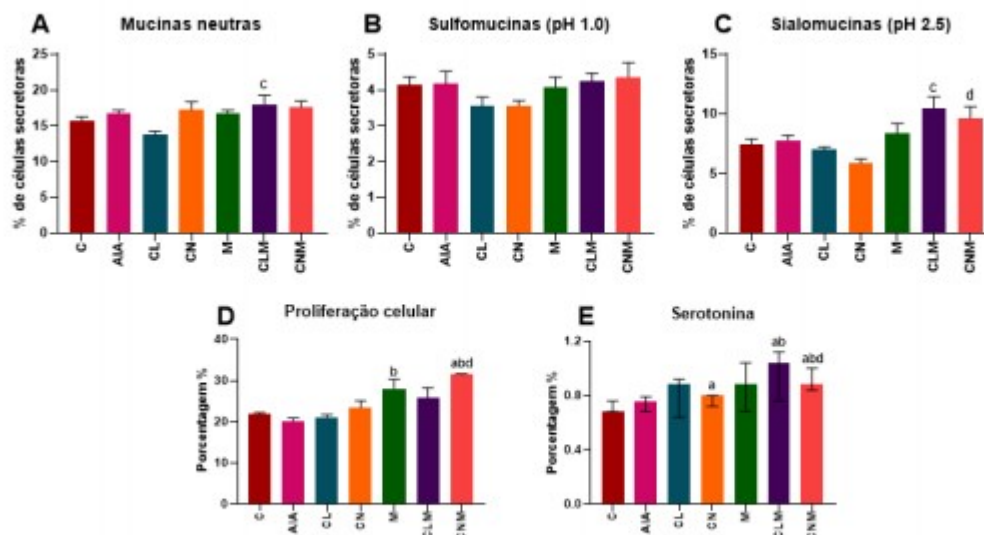 A Mucinas neutras
% de células secretoras
25
20
15
10
5
0
C AIA CL CN M CLM CNM
c
B Sulfomucinas (pH 1.0)
% de células secretoras
5
4
3
2
1
0
C AIA CL CN M CLM CNM
C Sialomucinas (pH 2.5)
% de células secretoras
15
10
5
0
C AIA CL CN M CLM CNM
c d
D Proliferação celular
Porcentagem %
40
30
20
10
0
C AIA CL CN M CLM CNM
b abd
E Serotonina
Porcentagem %
1.2
0.8
0.4
0.0
C AIA CL CN M CLM CNM
a ab abd